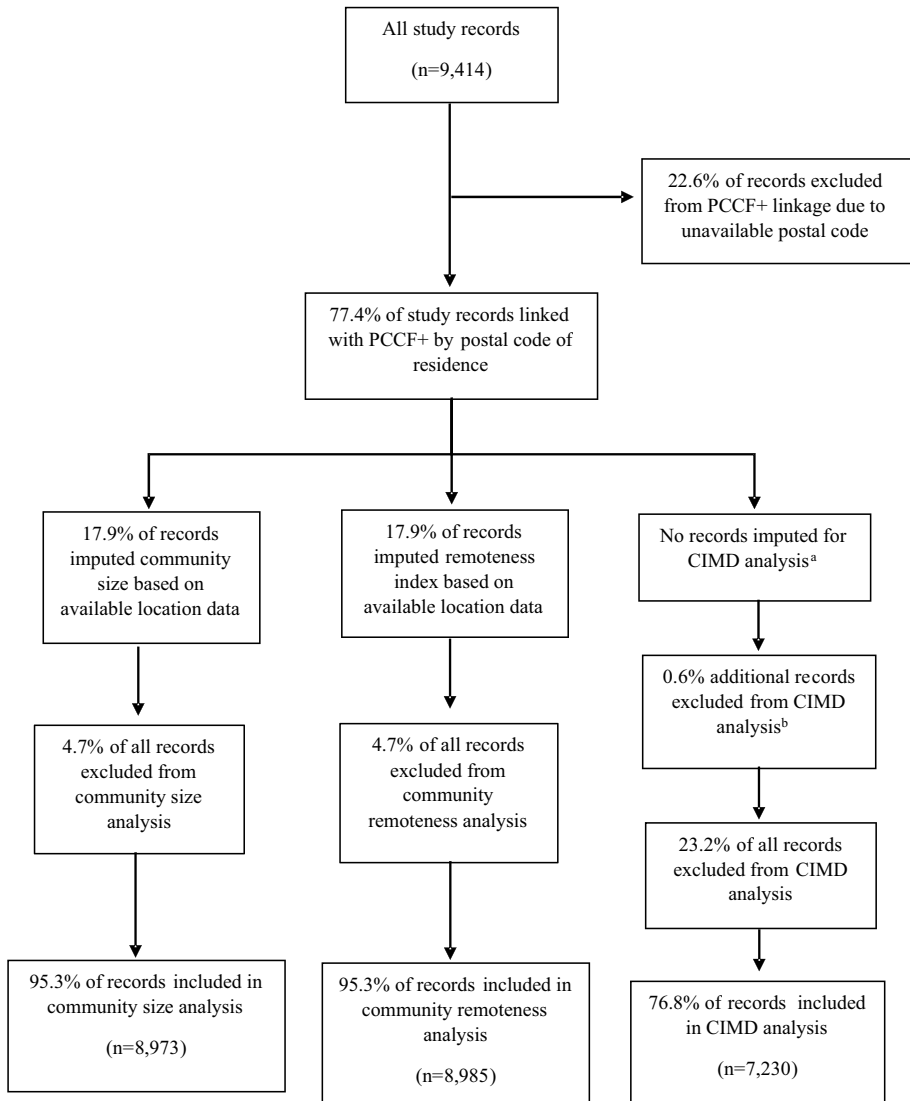 All study records
(n=9,414)
22.6% of records excluded
from PCCF+ linkage due to
unavailable postal code
77.4% of study records linked
with PCCF+ by postal code of
residence
17.9% of records
imputed community
size based on
available location data
17.9% of records
imputed remoteness
index based on
available location data
No records imputed for
CIMD analysisᵃ
0.6% additional records
excluded from CIMD
analysisᵇ
4.7% of all records
excluded from
community size
analysis
4.7% of all records
excluded from
community
remoteness analysis
23.2% of all records
excluded from CIMD
analysis
95.3% of records included in
community size analysis
(n=8,973)
95.3% of records included in
community remoteness
analysis
(n=8,985)
76.8% of records included
in CIMD analysis
(n=7,230)